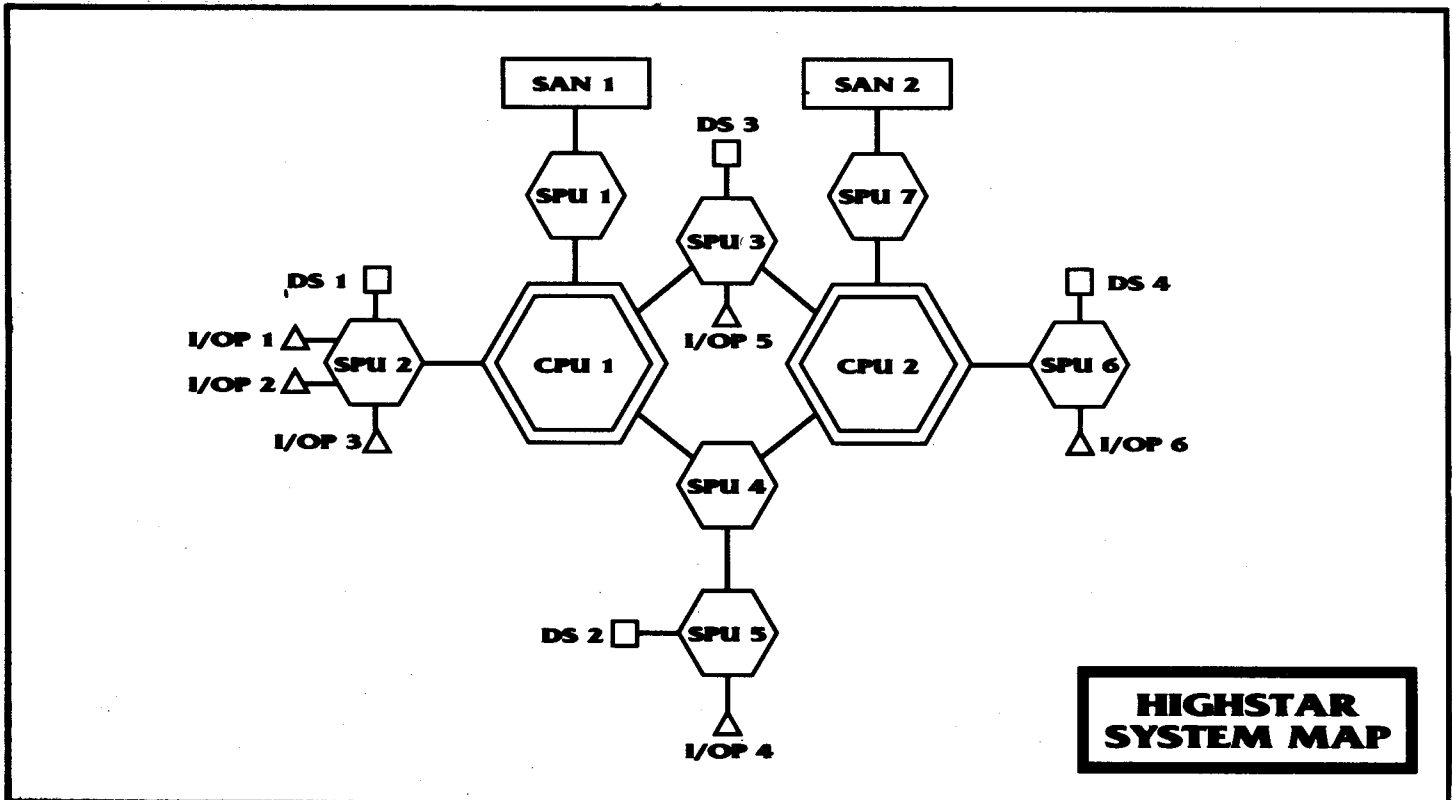 SAN 1
SAN 2
DS 3
SPU 1
SPU 7
SPU 3
DS 1
DS 4
I/OP 1
I/OP 5
SPU 2
CPU 1
CPU 2
SPU 6
I/OP 2
I/OP 3
I/OP 6
SPU 4
DS 2
SPU 5
I/OP 4
HIGHSTAR
SYSTEM MAP